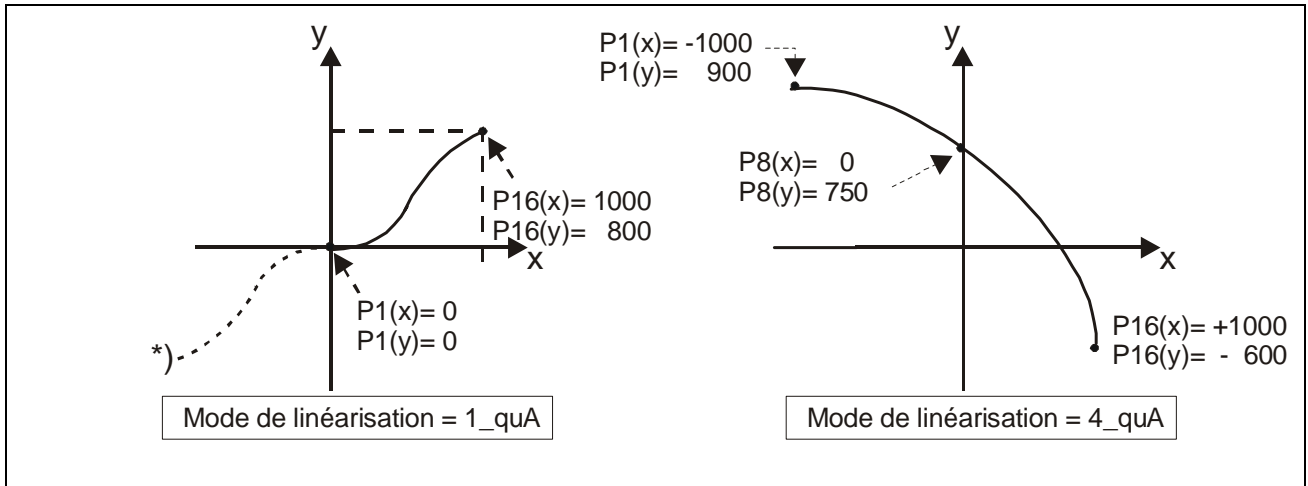 y
P16(x)= 1000
P16(y)= 800
x
P1(x)= 0
P1(y)= 0
*)
Mode de linéarisation = 1_quA
P1(x)= -1000
P1(y)= 900
y
P8(x)= 0
P8(y)= 750
x
P16(x)= +1000
P16(y)= - 600
Mode de linéarisation = 4_quA